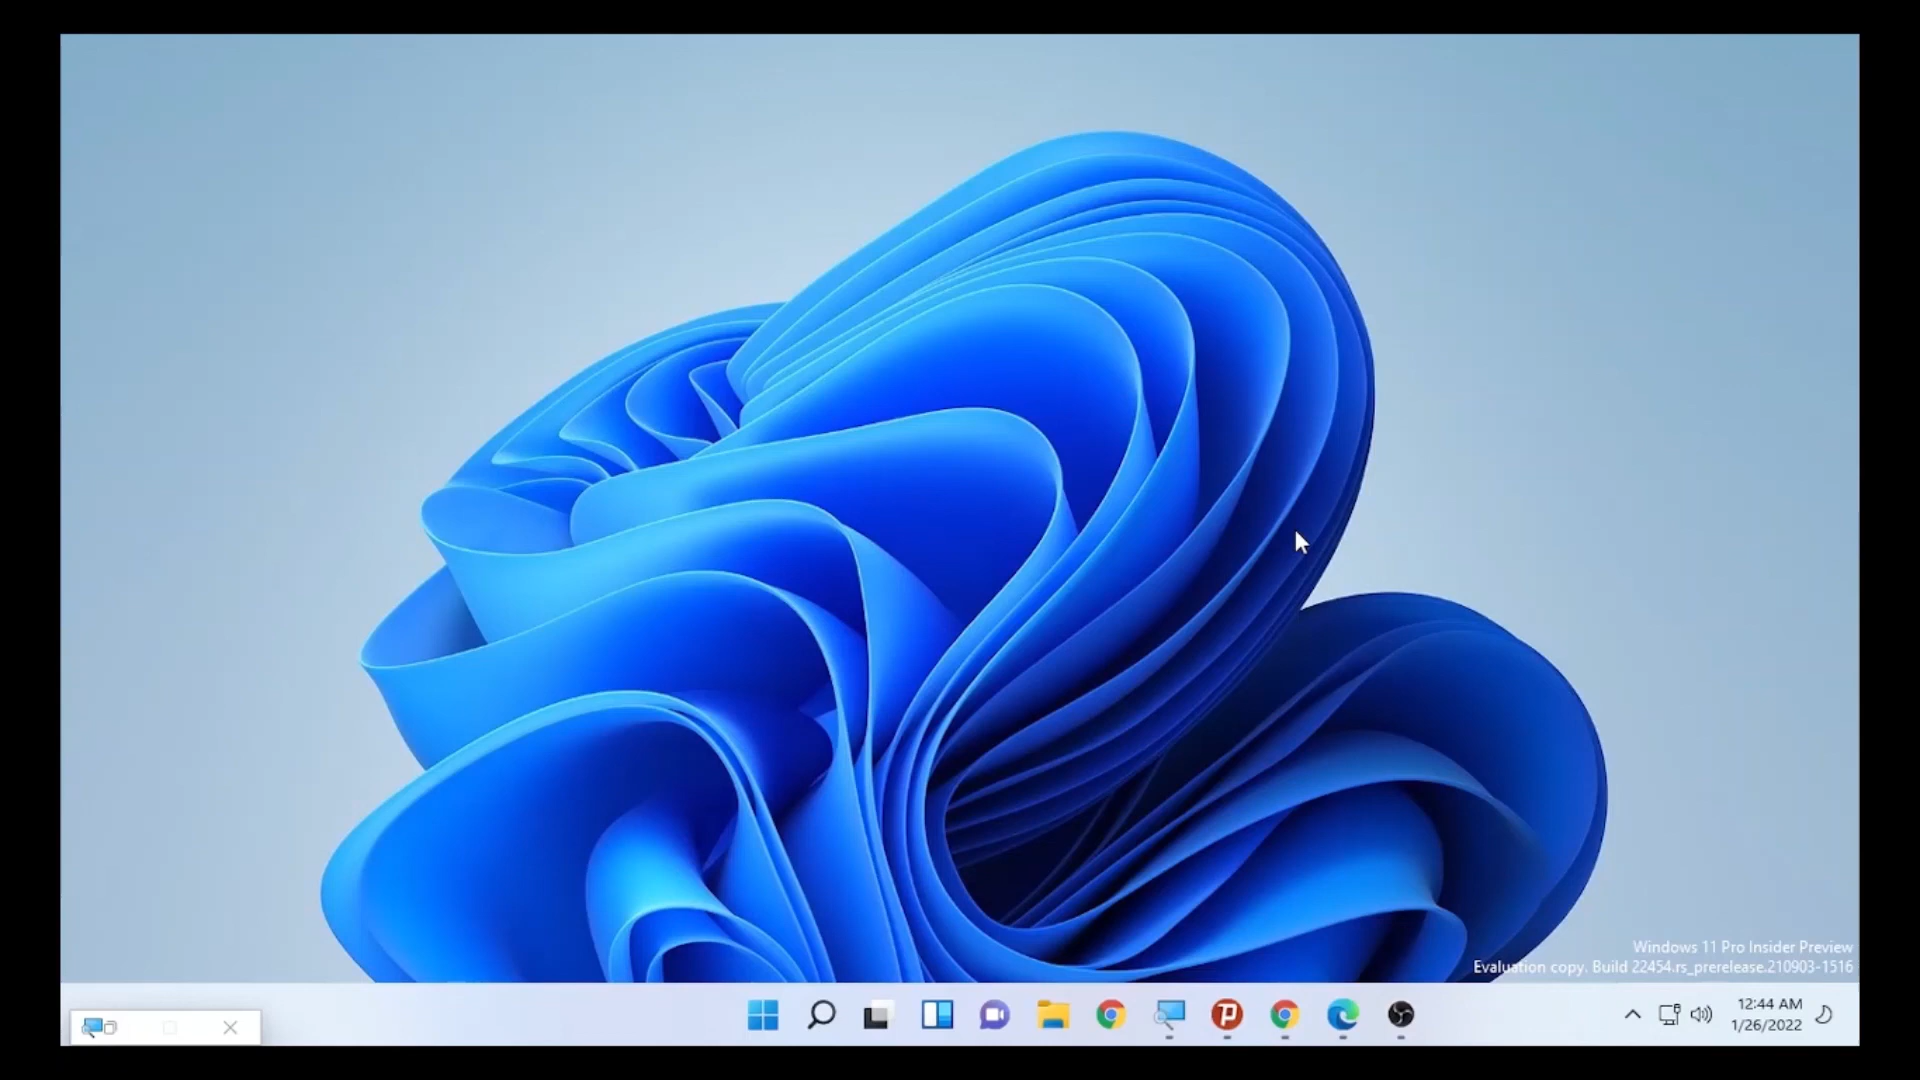 Windows 11 Pro Insider Preview
Evaluation copy. Build 22454.rs_prerelease.210903-1516
12:44 AM
1/26/2022